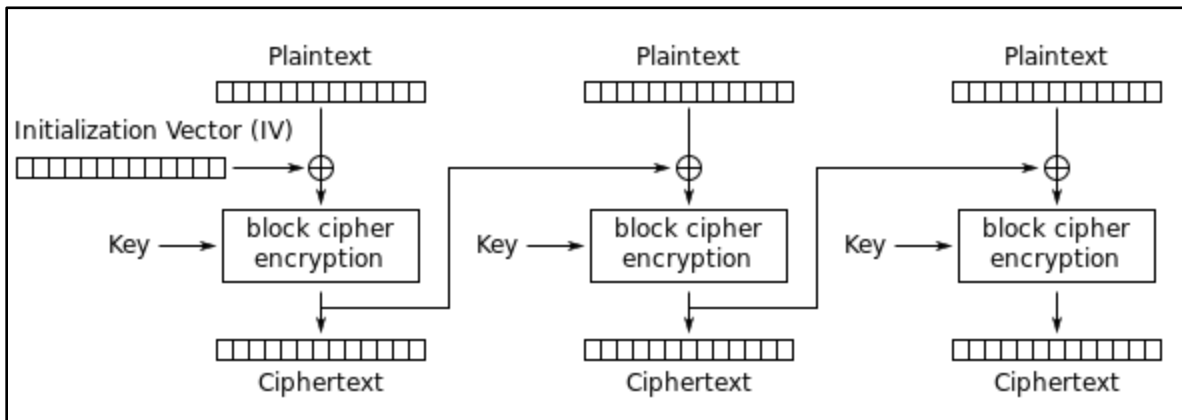 Plaintext
Plaintext
Plaintext
Initialization Vector (IV)
Key
block cipher
encryption
Key
block cipher
encryption
Key
block cipher
encryption
Ciphertext
Ciphertext
Ciphertext